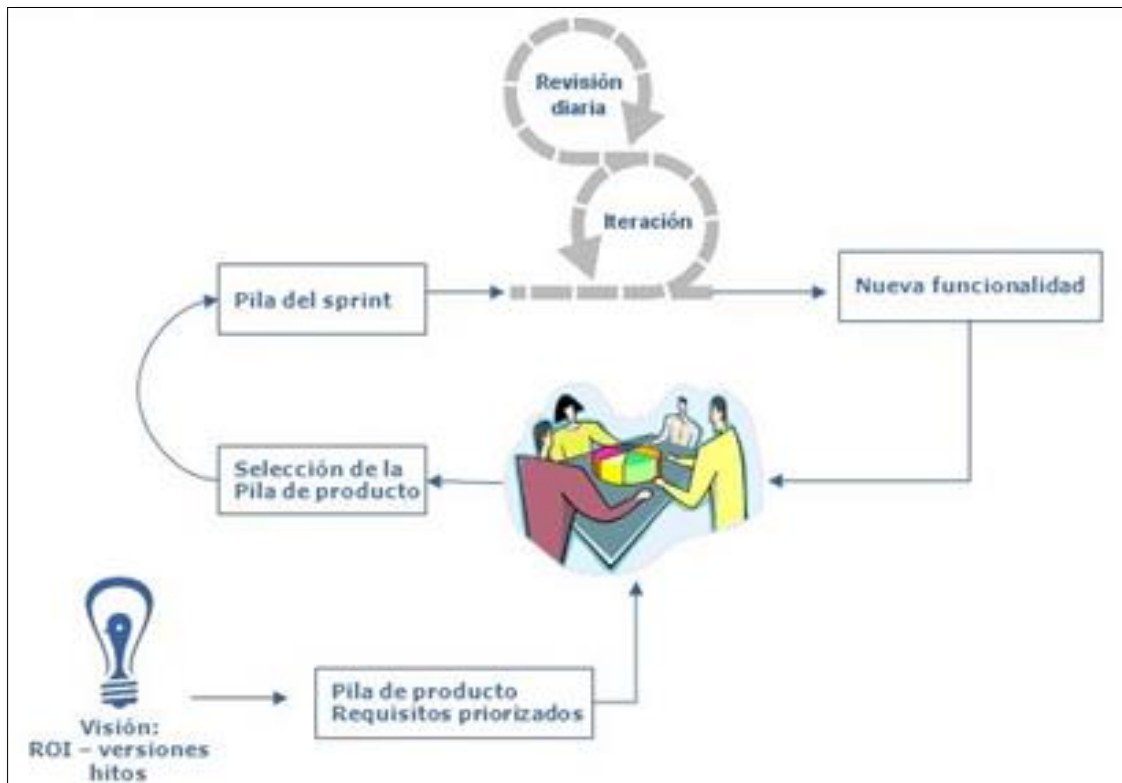 Revisión
diaria
Iteración
Pila del sprint
Nueva funcionalidad
Selección de la
Pila de producto
Visión:
ROI – versiones
hitos
Pila de producto
Requisitos priorizados